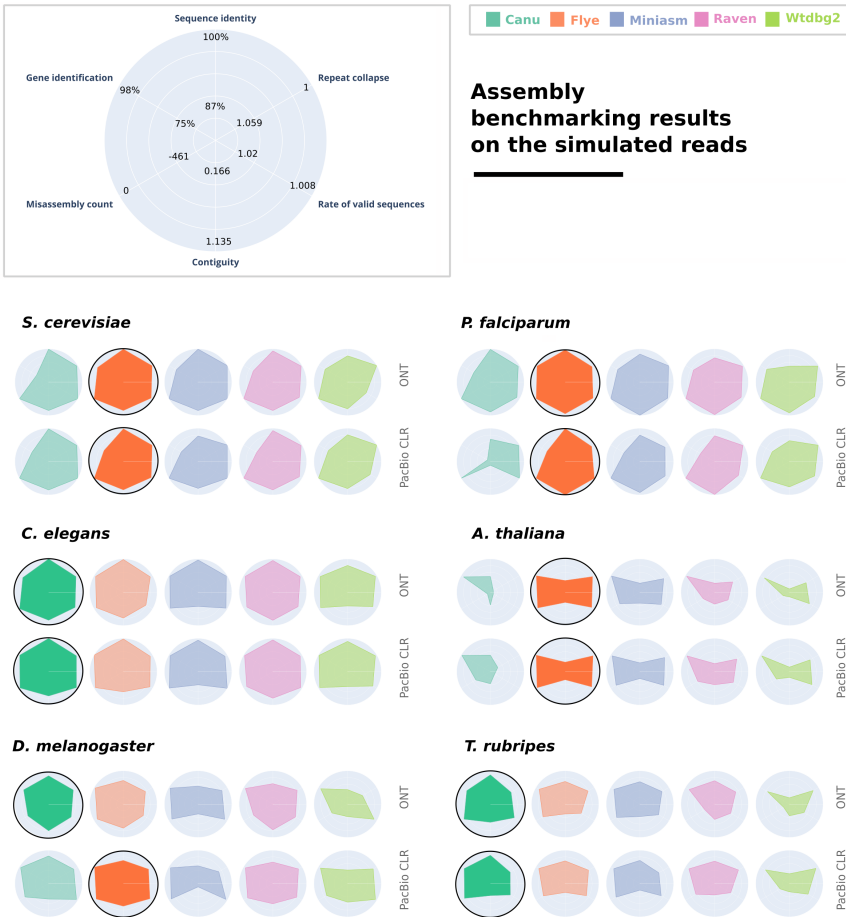 Sequence identity
100%
Gene identification
Repeat collapse
98%
1
87%
75%
1.059
-461
1.02
0.166
0
1.008
Misassembly count
Rate of valid sequences
1.135
Contiguity
Canu
Flye
Miniasm
Raven
Wtdbg2
Assembly
benchmarking results
on the simulated reads
S. cerevisiae
ONT
PacBio CLR
P. falciparum
ONT
PacBio CLR
C. elegans
ONT
PacBio CLR
A. thaliana
ONT
PacBio CLR
D. melanogaster
ONT
PacBio CLR
T. rubripes
ONT
PacBio CLR